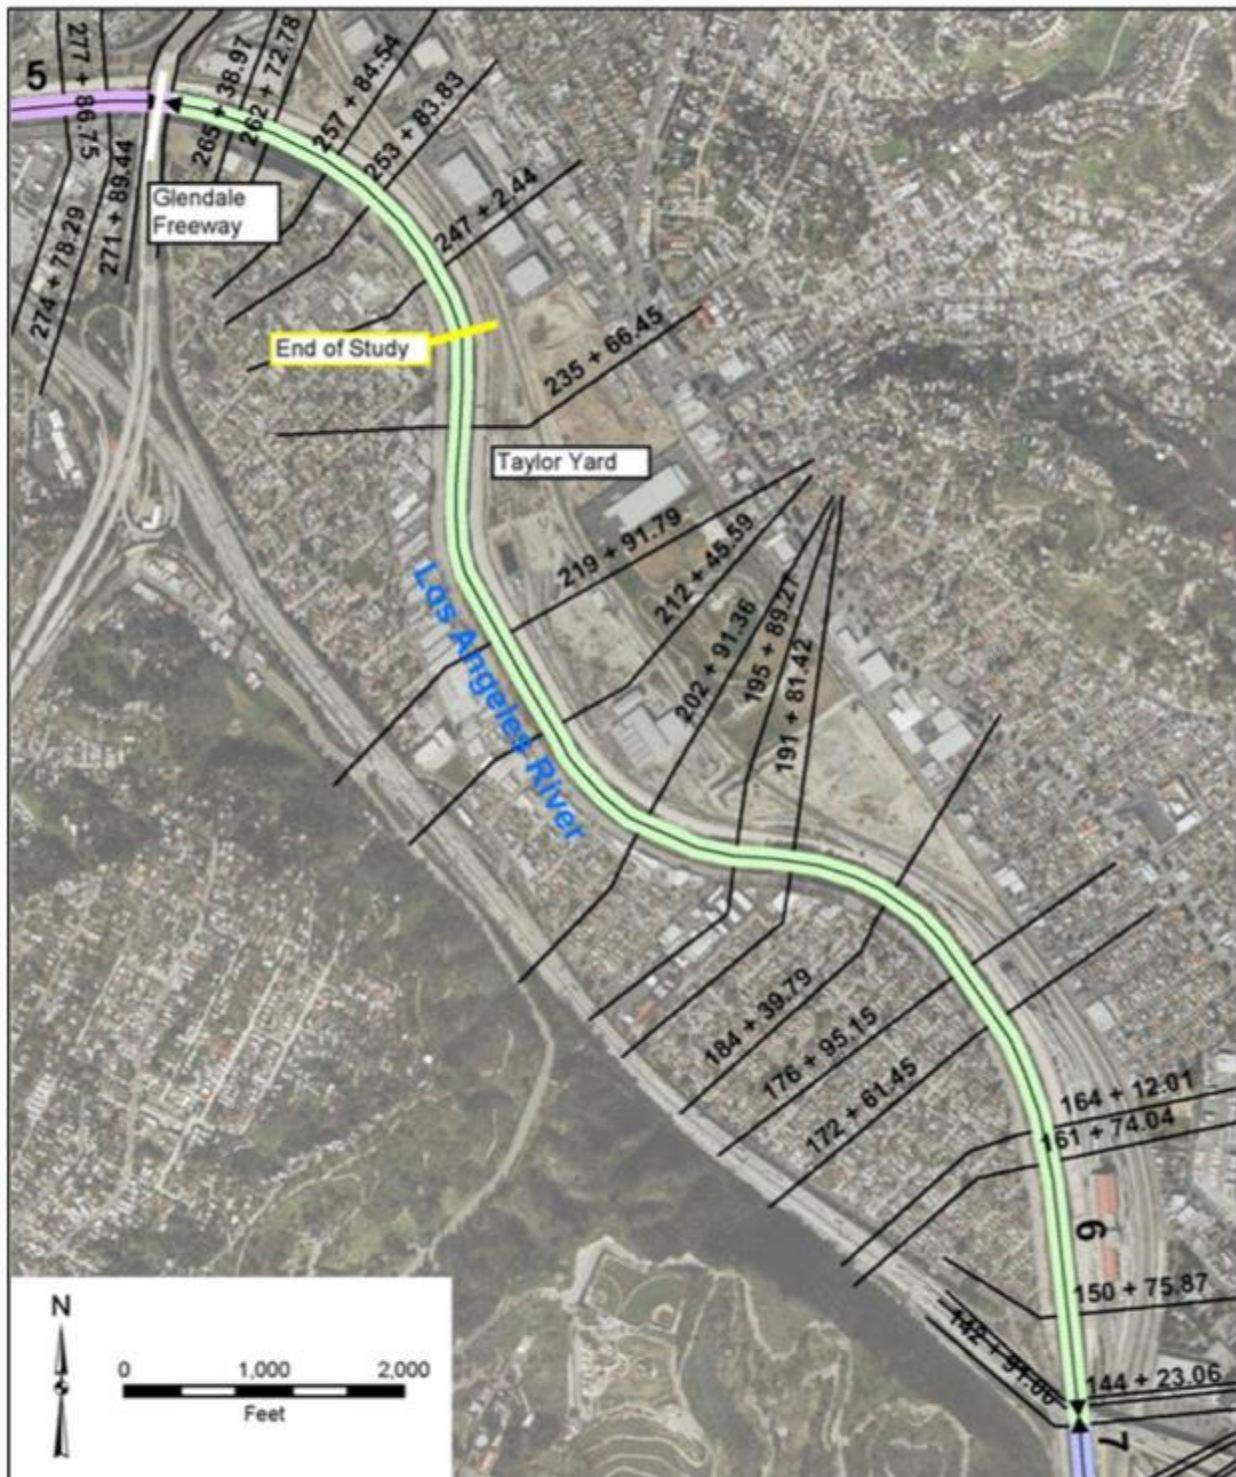 5
277 + 86.75
274 + 78.29
271 + 89.44
265 + 38.97
262 + 72.78
257 + 84.54
253 + 83.83
247 + 2.44
Glendale
Freeway
End of Study
235 + 66.45
Taylor Yard
219 + 91.79
212 + 45.59
202 + 91.36
195 + 89.27
191 + 81.42
Los Angeles River
184 + 39.79
176 + 95.15
172 + 61.45
164 + 12.01
161 + 74.04
6
150 + 75.87
144 + 23.06
7
N
0 1,000 2,000
Feet